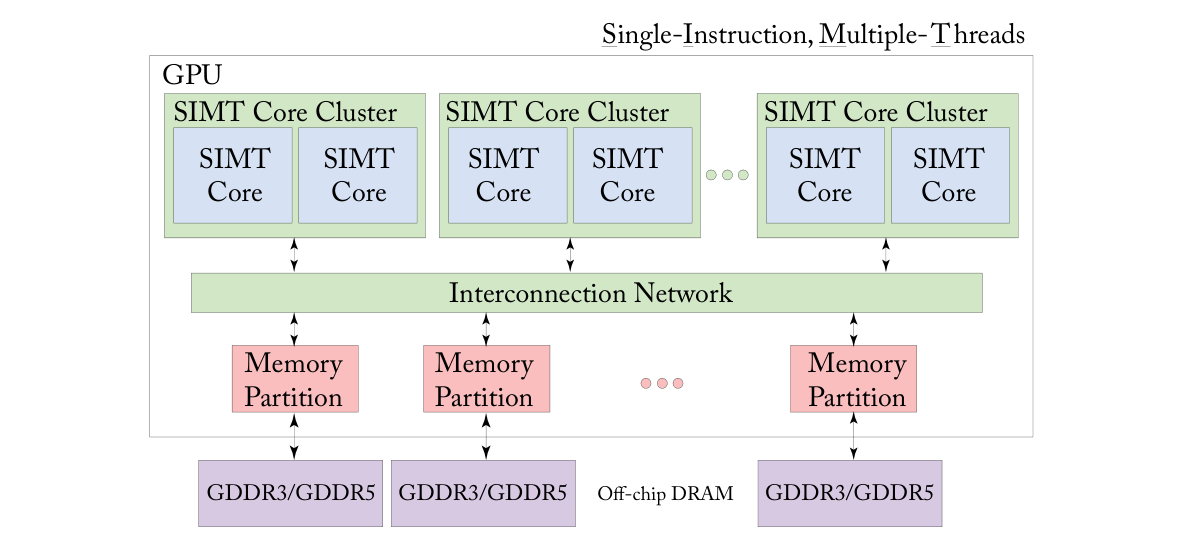 Single-Instruction, Multiple-Threads
GPU
SIMT Core Cluster
SIMT
Core
SIMT
Core
SIMT Core Cluster
SIMT
Core
SIMT
Core
SIMT Core Cluster
SIMT
Core
SIMT
Core
Interconnection Network
Memory
Partition
Memory
Partition
Memory
Partition
GDDR3/GDDR5
GDDR3/GDDR5
Off-chip DRAM
GDDR3/GDDR5